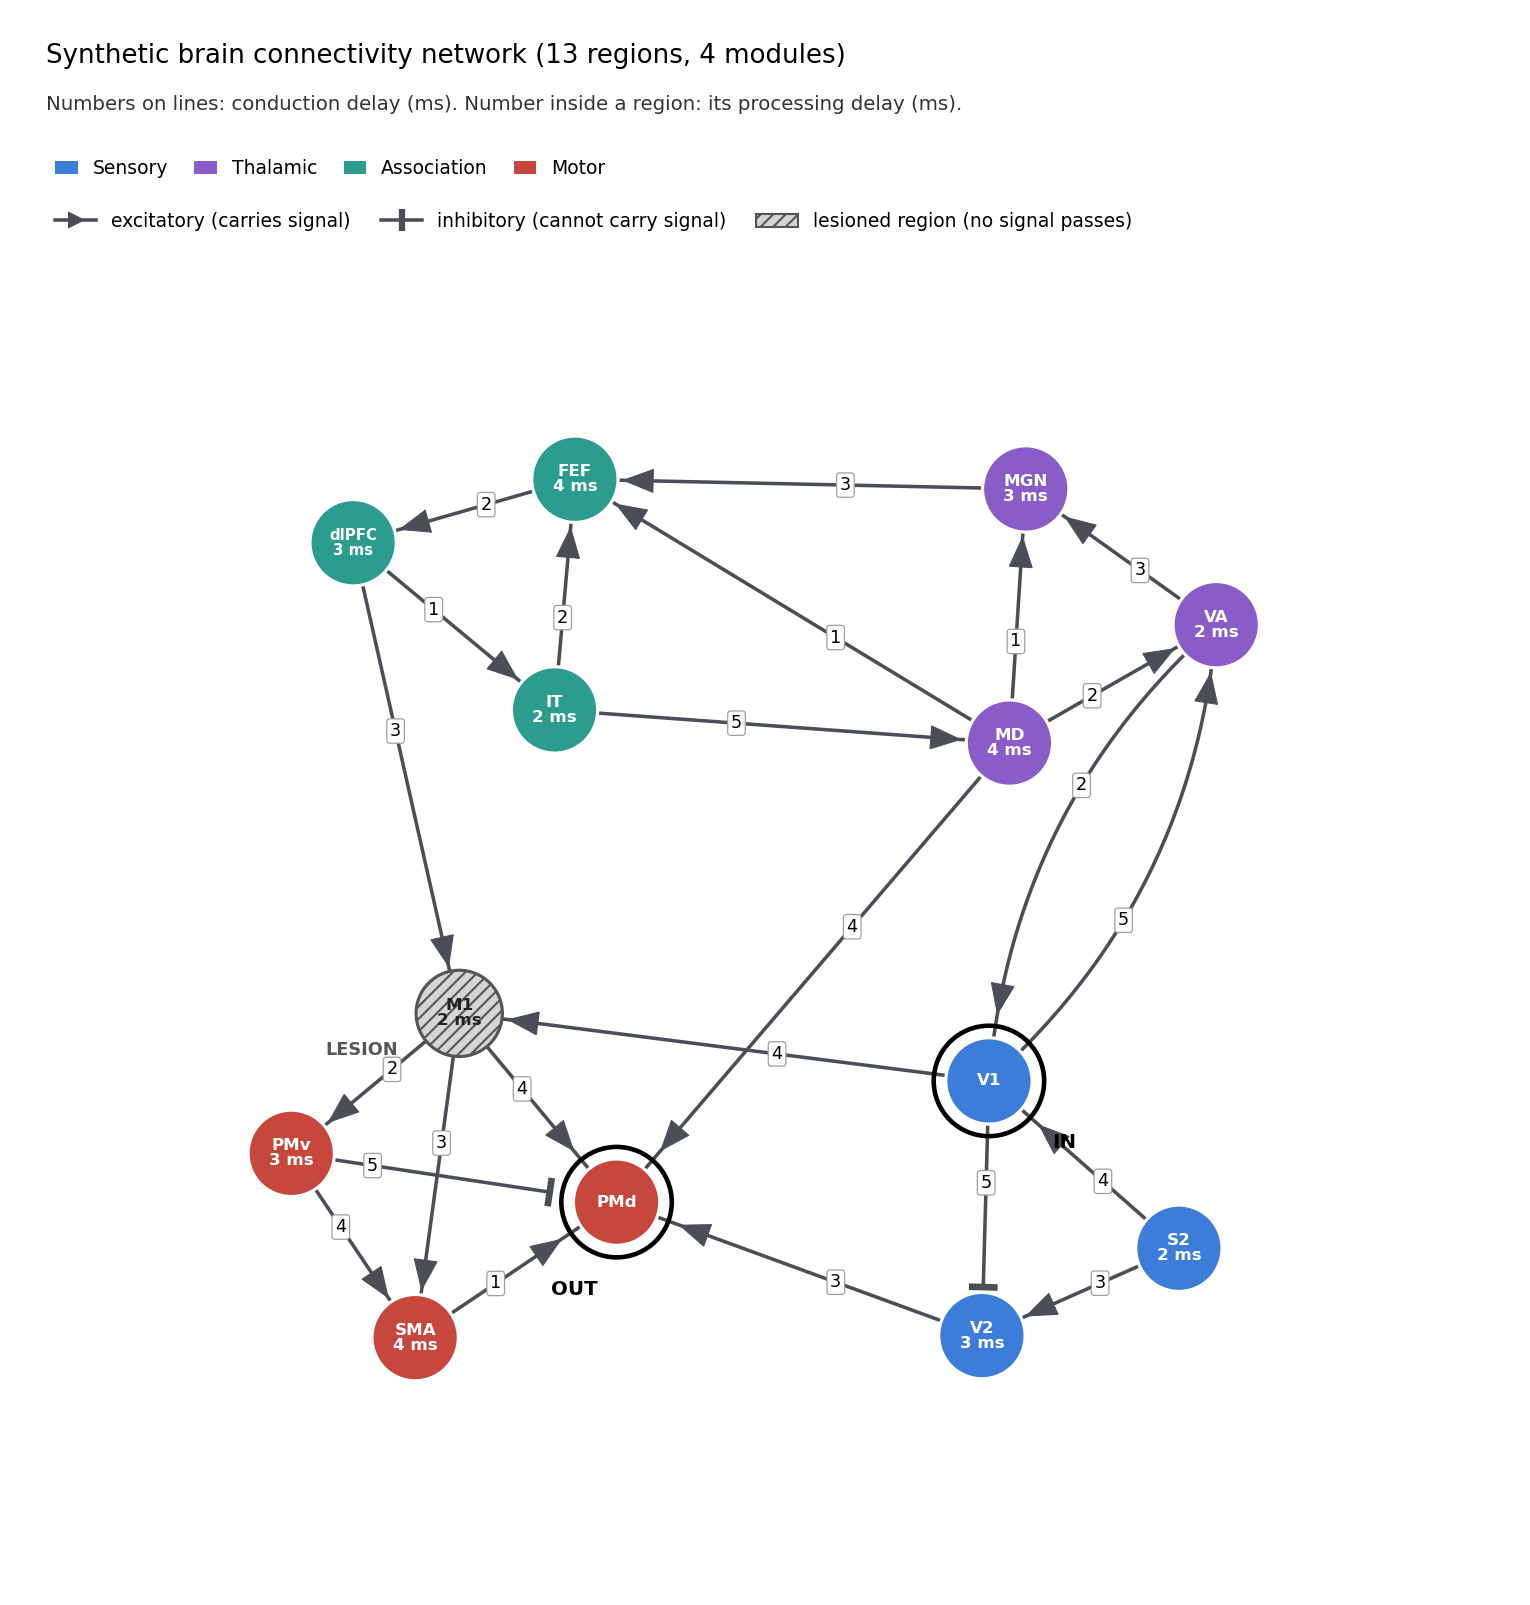 Synthetic brain connectivity network (13 regions, 4 modules)
Numbers on lines: conduction delay (ms). Number inside a region: its processing delay (ms).
Sensory
Thalamic
Association
Motor
excitatory (carries signal)
inhibitory (cannot carry signal)
lesioned region (no signal passes)
FEF
4 ms
MGN
3 ms
3
2
dlPFC
3 ms
3
1
2
1
1
VA
2 ms
2
IT
2 ms
5
MD
4 ms
3
2
5
4
M1
2 ms
LESION
2
4
4
V1
IN
3
PMv
3 ms
5
4
5
4
PMd
OUT
S2
2 ms
1
3
3
SMA
4 ms
V2
3 ms